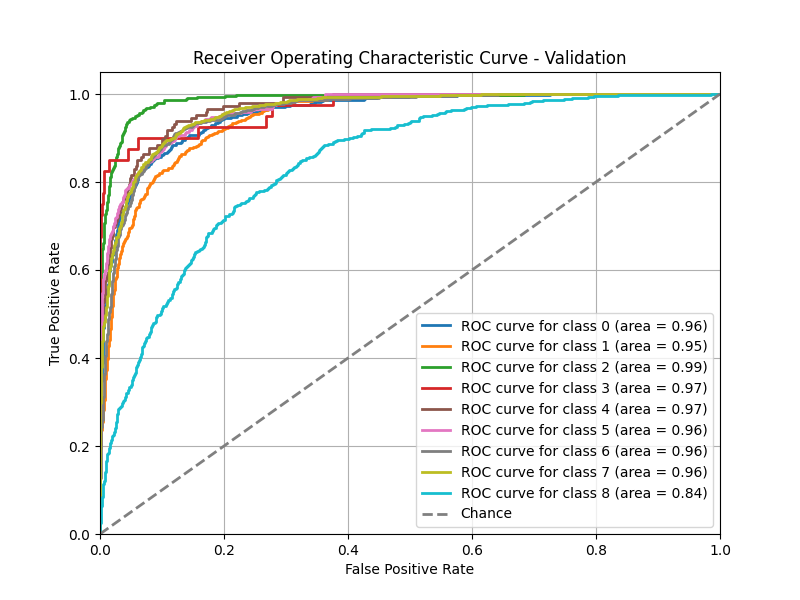 Receiver Operating Characteristic Curve - Validation
1.0
0.8
0.6
0.4
0.2
0.0
True Positive Rate
ROC curve for class 0 (area = 0.96)
ROC curve for class 1 (area = 0.95)
ROC curve for class 2 (area = 0.99)
ROC curve for class 3 (area = 0.97)
ROC curve for class 4 (area = 0.97)
ROC curve for class 5 (area = 0.96)
ROC curve for class 6 (area = 0.96)
ROC curve for class 7 (area = 0.96)
ROC curve for class 8 (area = 0.84)
Chance
0.0 0.2 0.4 0.6 0.8 1.0
False Positive Rate